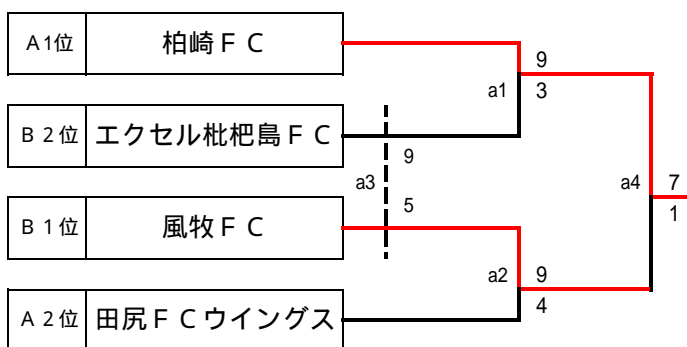 A1位 柏崎ＦＣ
9
a1 3
Ｂ２位 エクセル枇杷島ＦＣ
9
a3 a4 7
5 1
Ｂ１位 風牧ＦＣ
a2 9
4
Ａ２位 田尻ＦＣウイングス